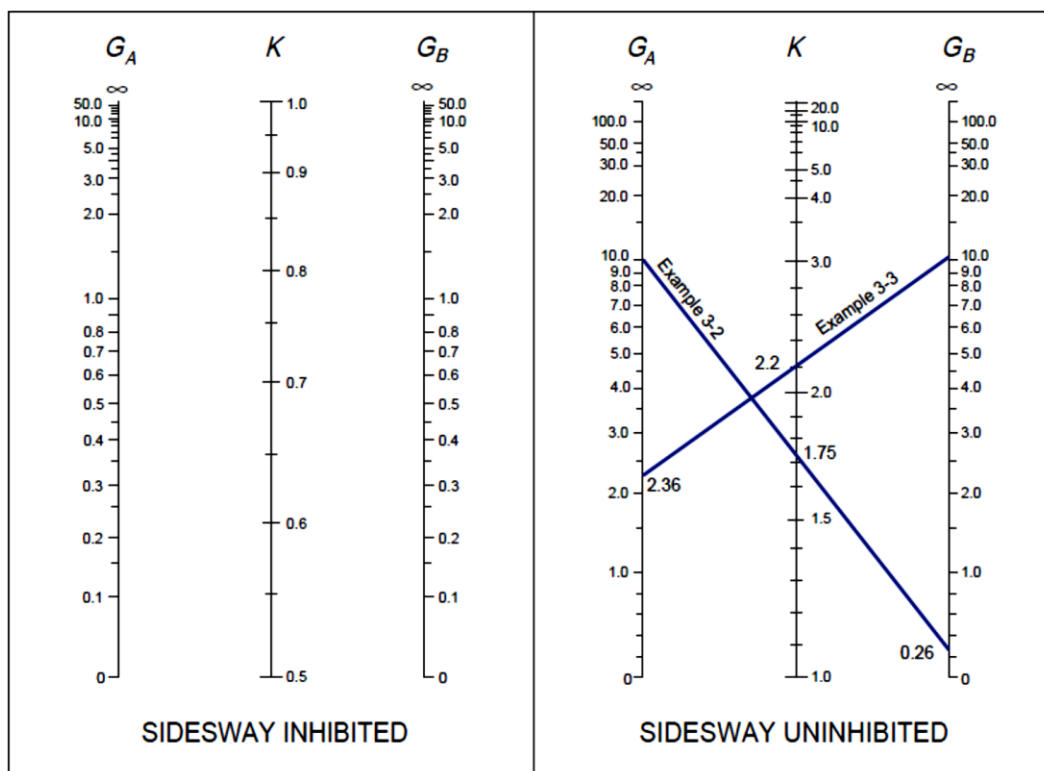 G_A K G_B
∞ ∞
50.0 1.0 50.0
10.0 10.0
5.0 0.9 5.0
3.0 3.0
2.0 2.0
0.8
1.0 1.0
0.8 0.8
0.7 0.7
0.6 0.7 0.6
0.5 0.5
0.4 0.4
0.3 0.3
0.6
0.2 0.2
0.1 0.1
0 0.5 0
SIDESWAY INHIBITED
G_A K G_B
∞ ∞
20.0
100.0 10.0 100.0
50.0 50.0
30.0 5.0 30.0
20.0 4.0 20.0
10.0 3.0 10.0
9.0 9.0
8.0 8.0
7.0 7.0
Example 3-2
Example 3-3
6.0 6.0
5.0 5.0
2.2
4.0 2.0 4.0
3.0 3.0
1.75
2.36
2.0 2.0
1.5
1.0 1.0
0.26
0 1.0 0
SIDESWAY UNINHIBITED